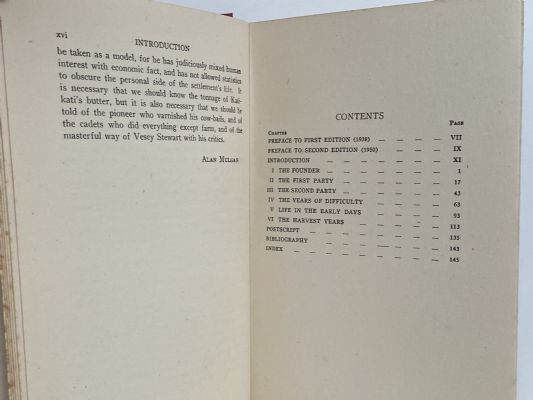 xvi
INTRODUCTION
be taken as a model, for he has judiciously mixed human
interest with economic fact, and has not allowed statistics
to obscure the personal side of the settlement's life. It
is necessary that we should know the tonnage of Kati-
kati's butter, but it is also necessary that we should be
told of the pioneer who varnished his cow-bails, and of
the cadets who did everything except farm, and of the
masterful way of Vesey Stewart with his critics.
ALAN MULGAN
CONTENTS
CHAPTER PAGE
PREFACE TO FIRST EDITION (1938) — — — — VII
PREFACE TO SECOND EDITION (1950) — — — — IX
INTRODUCTION — — — — — — — XI
I THE FOUNDER — — — — — — 1
II THE FIRST PARTY — — — — — — 17
III THE SECOND PARTY — — — — — — 43
IV THE YEARS OF DIFFICULTY — — — — — 63
V LIFE IN THE EARLY DAYS — — — — — 93
VI THE HARVEST YEARS — — — — — 113
POSTSCRIPT — — — — — — — 135
BIBLIOGRAPHY — — — — — — — 143
INDEX — — — — — — — — 145